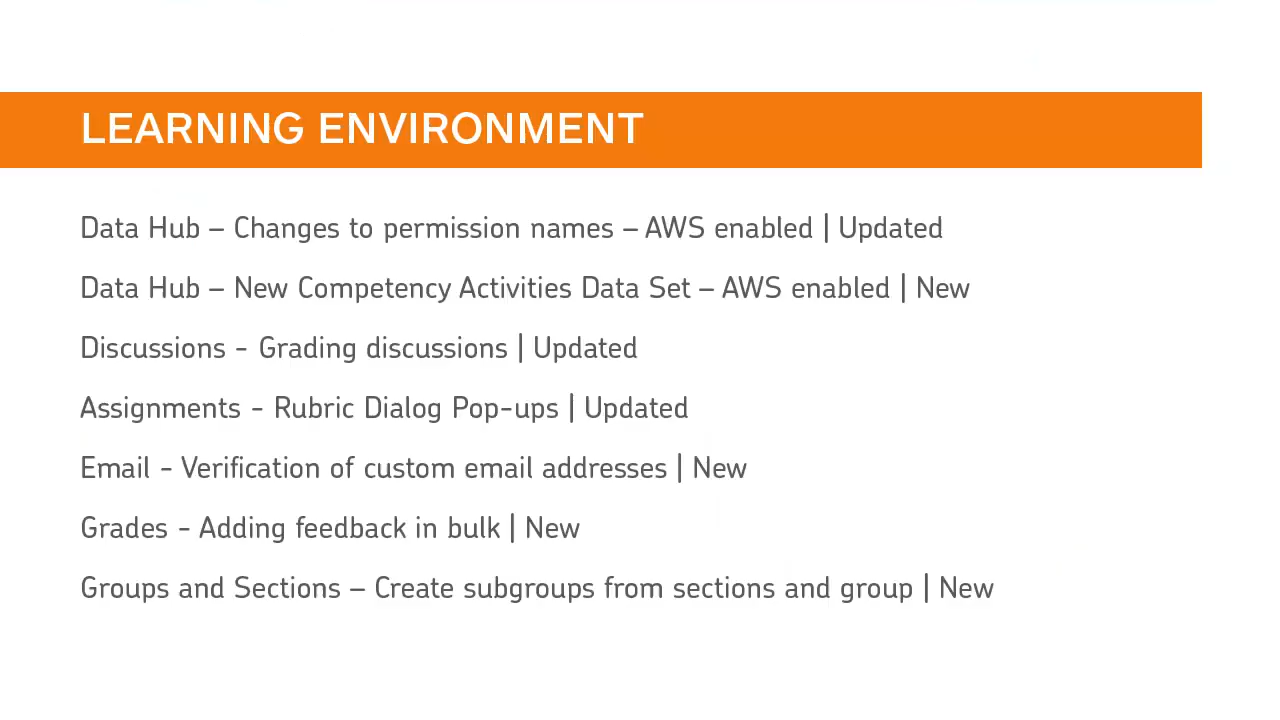 LEARNING ENVIRONMENT
Data Hub – Changes to permission names – AWS enabled | Updated
Data Hub – New Competency Activities Data Set – AWS enabled | New
Discussions - Grading discussions | Updated
Assignments - Rubric Dialog Pop-ups | Updated
Email - Verification of custom email addresses | New
Grades - Adding feedback in bulk | New
Groups and Sections – Create subgroups from sections and group | New